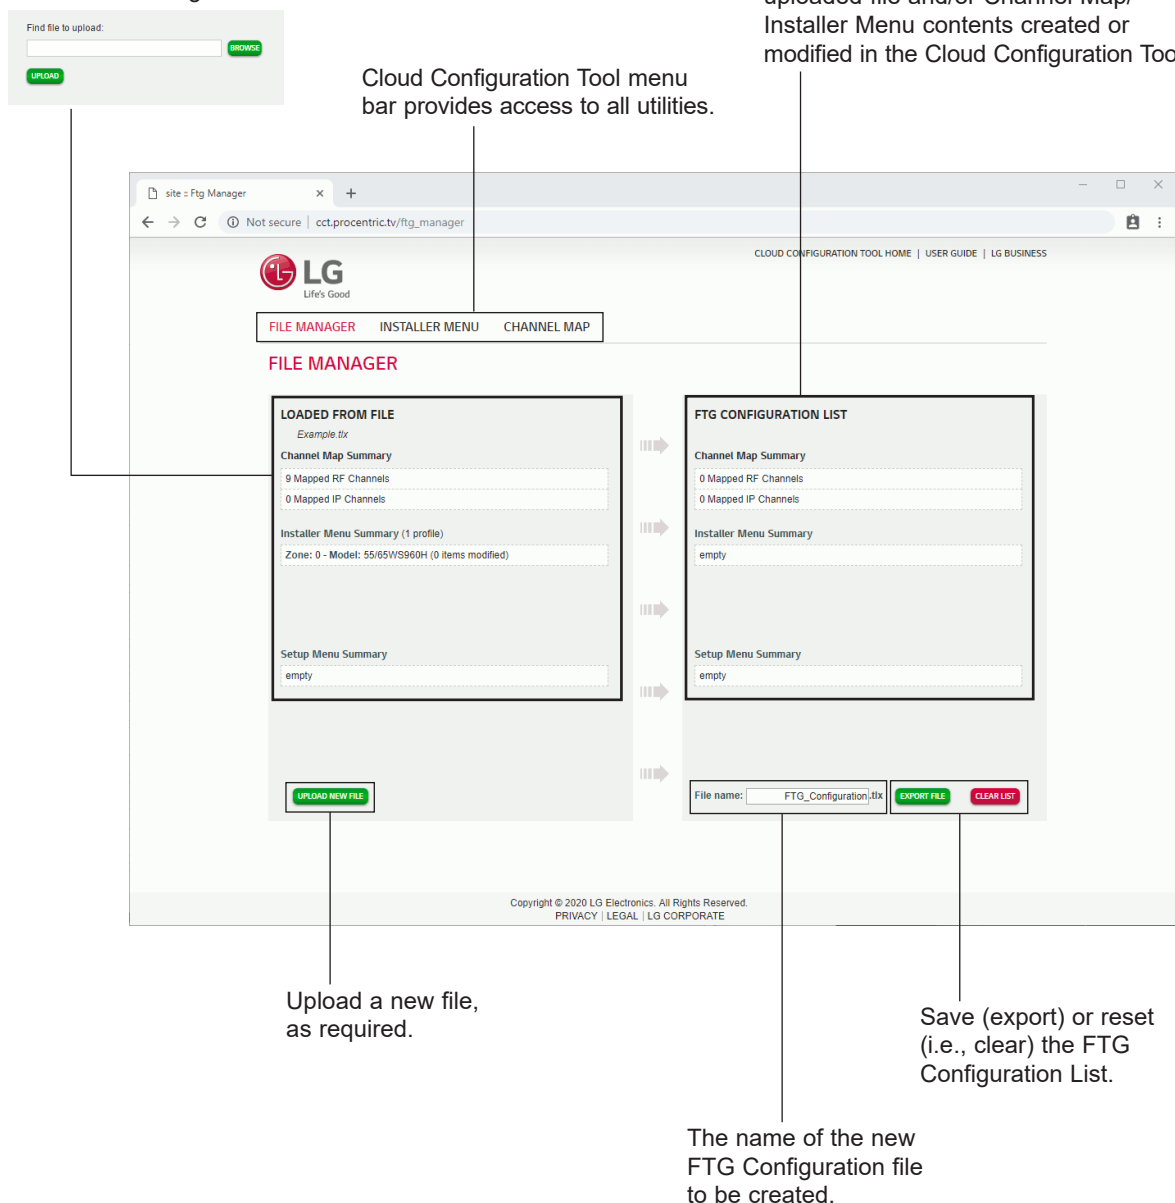 Find file to upload:
BROWSE
UPLOAD
Installer Menu contents created or
modified in the Cloud Configuration Too
Cloud Configuration Tool menu
bar provides access to all utilities.
site :: Ftg Manager
Not secure | cct.procentric.tv/ftg_manager
CLOUD CONFIGURATION TOOL HOME | USER GUIDE | LG BUSINESS
LG
Life's Good
FILE MANAGER INSTALLER MENU CHANNEL MAP
FILE MANAGER
LOADED FROM FILE
Example.tlx
Channel Map Summary
9 Mapped RF Channels
0 Mapped IP Channels
Installer Menu Summary (1 profile)
Zone: 0 - Model: 55/65WS960H (0 items modified)
Setup Menu Summary
empty
UPLOAD NEW FILE
FTG CONFIGURATION LIST
Channel Map Summary
0 Mapped RF Channels
0 Mapped IP Channels
Installer Menu Summary
empty
Setup Menu Summary
empty
File name: FTG_Configuration .tlx EXPORT FILE CLEAR LIST
Copyright © 2020 LG Electronics. All Rights Reserved.
PRIVACY | LEGAL | LG CORPORATE
Upload a new file,
as required.
Save (export) or reset
(i.e., clear) the FTG
Configuration List.
The name of the new
FTG Configuration file
to be created.